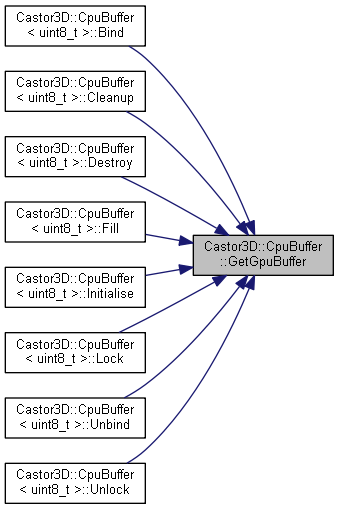 Castor3D::CpuBuffer
< uint8_t >::Bind
Castor3D::CpuBuffer
< uint8_t >::Cleanup
Castor3D::CpuBuffer
< uint8_t >::Destroy
Castor3D::CpuBuffer
< uint8_t >::Fill
Castor3D::CpuBuffer
::GetGpuBuffer
Castor3D::CpuBuffer
< uint8_t >::Initialise
Castor3D::CpuBuffer
< uint8_t >::Lock
Castor3D::CpuBuffer
< uint8_t >::Unbind
Castor3D::CpuBuffer
< uint8_t >::Unlock